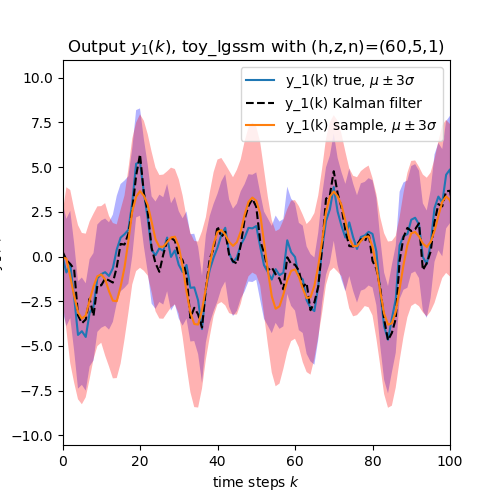 Output y₁(k), toy_lgssm with (h,z,n)=(60,5,1)
y_1(k) true, μ ± 3σ
y_1(k) Kalman filter
y_1(k) sample, μ ± 3σ
10.0
7.5
5.0
2.5
0.0
−2.5
−5.0
−7.5
−10.0
0 20 40 60 80 100
time steps k